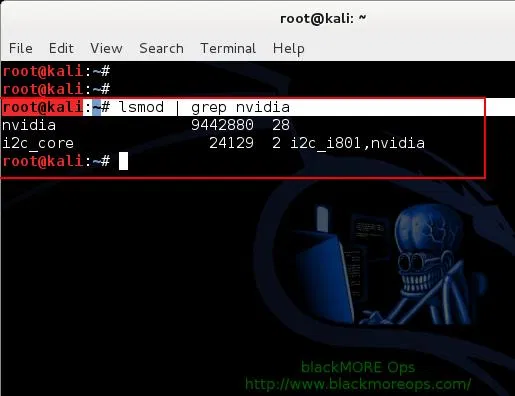 root@kali: ~
File Edit View Search Terminal Help
root@kali:~#
root@kali:~#
root@kali:~# lsmod | grep nvidia
nvidia 9442880 28
i2c_core 24129 2 i2c_i801,nvidia
root@kali:~#
blackMORE Ops
http://www.blackmoreops.com/